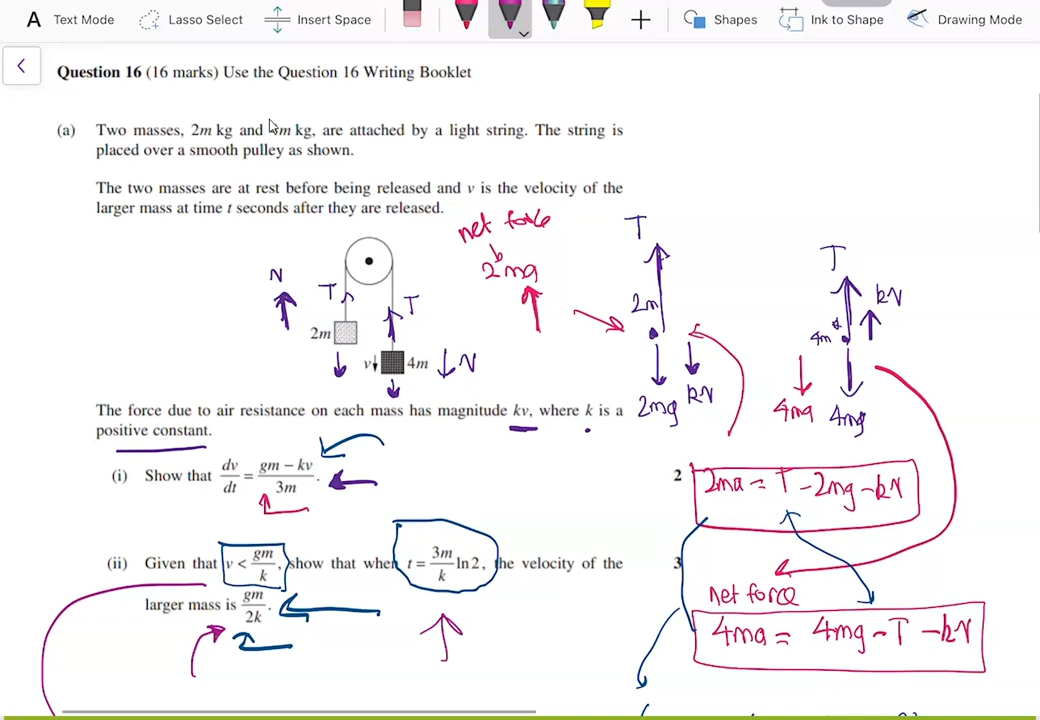 A Text Mode Lasso Select Insert Space Shapes Ink to Shape Drawing Mode
Question 16 (16 marks) Use the Question 16 Writing Booklet
(a) Two masses, 2m kg and 4m kg, are attached by a light string. The string is
placed over a smooth pulley as shown.
The two masses are at rest before being released and v is the velocity of the
larger mass at time t seconds after they are released.
net force
2ma
N
T
T
2m
v
4m
N
T
2m
2mg
kv
T
kv
4m
4ma
4mg
The force due to air resistance on each mass has magnitude kv, where k is a
positive constant.
(i) Show that dv/dt = (gm − kv)/3m.
2
2ma = T - 2mg - kv
(ii) Given that v < gm/k, show that when t = 3m/k ln2, the velocity of the
3
larger mass is gm/2k.
net force
4ma = 4mg - T - kv